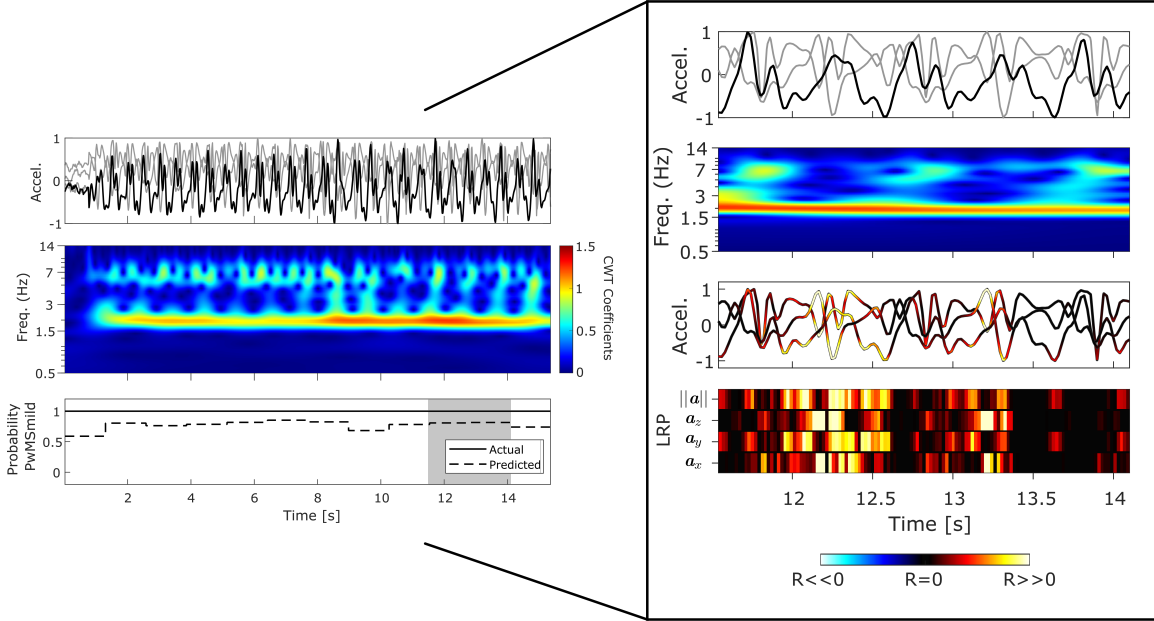 Accel.
1
0
-1
Freq. (Hz)
14
7
3
1.5
0.5
1.5
1
0.5
0
CWT Coefficients
Probability
PwMSmild
1
0.5
0
Actual
Predicted
2
4
6
8
10
12
14
Time [s]
Accel.
1
0
-1
Freq. (Hz)
14
7
3
1.5
0.5
Accel.
1
0
-1
LRP
||a||
a_z
a_y
a_x
12
12.5
13
13.5
14
Time [s]
R<<0
R=0
R>>0